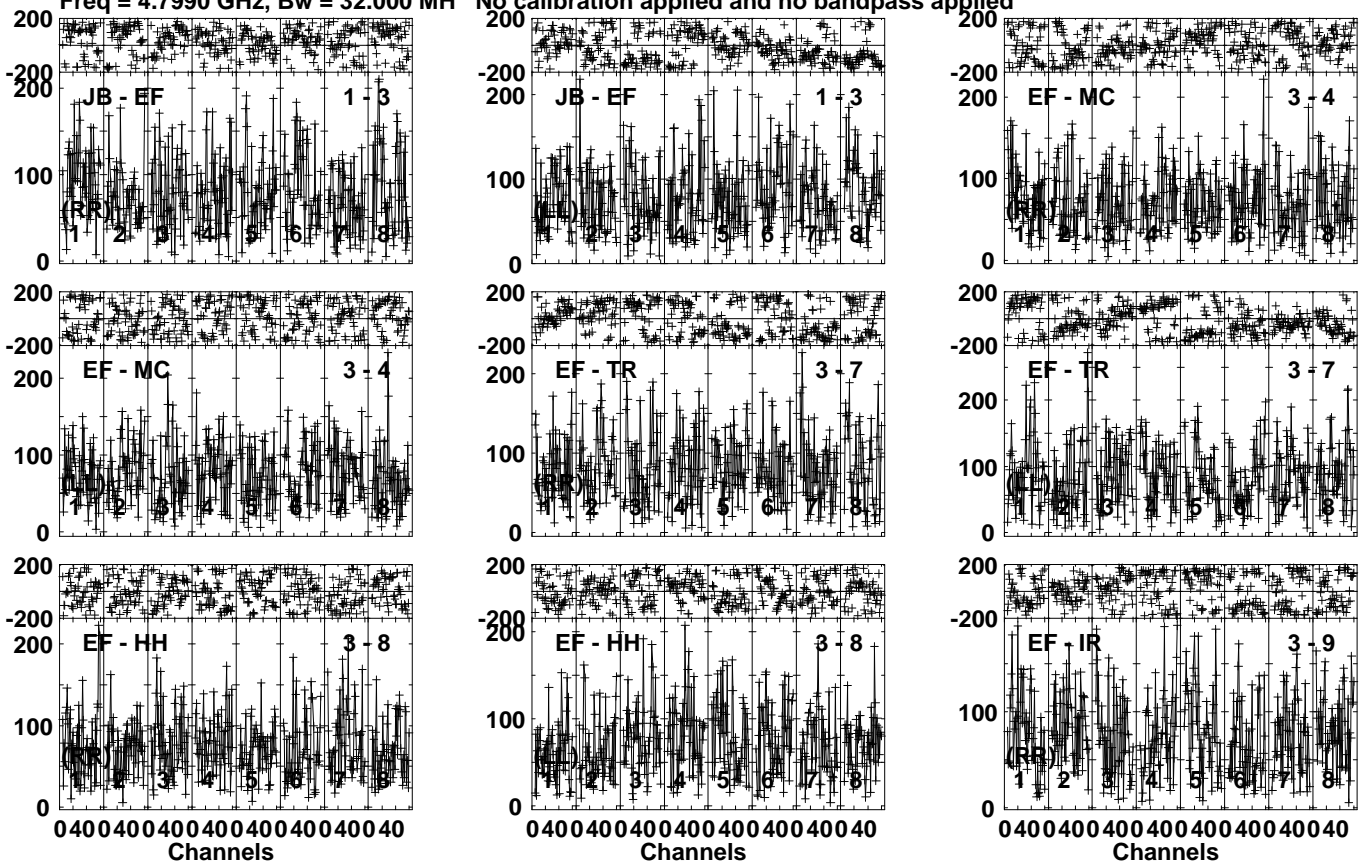 Freq = 4.7990 GHz, Bw = 32.000 MH No calibration applied and no bandpass applied
200 200 200
-200 -200 -200
200 JB - EF 1 - 3 200 JB - EF 1 - 3 200 EF - MC 3 - 4
100 100 100
(RR) (LL) (RR)
1 2 3 4 5 6 7 8 1 2 3 4 5 6 7 8 1 2 3 4 5 6 7 8
0 0 0
200 200 200
-200 -200 -200
200 EF - MC 3 - 4 200 EF - TR 3 - 7 200 EF - TR 3 - 7
100 100 100
(LL) (RR) (LL)
1 2 3 4 5 6 7 8 1 2 3 4 5 6 7 8 1 2 3 4 5 6 7 8
0 0 0
200 200 200
-200 -200 -200
200 EF - HH 3 - 8 200 EF - HH 3 - 8 200 EF - IR 3 - 9
100 100 100
(RR) (LL) (RR)
1 2 3 4 5 6 7 8 1 2 3 4 5 6 7 8 1 2 3 4 5 6 7 8
0 0 0
0 40 0 40 0 40 0 40 0 40 0 40 0 40 0 40 0 40 0 40 0 40 0 40 0 40 0 40 0 40 0 40 0 40 0 40 0 40 0 40 0 40 0 40 0 40 0 40
Channels Channels Channels